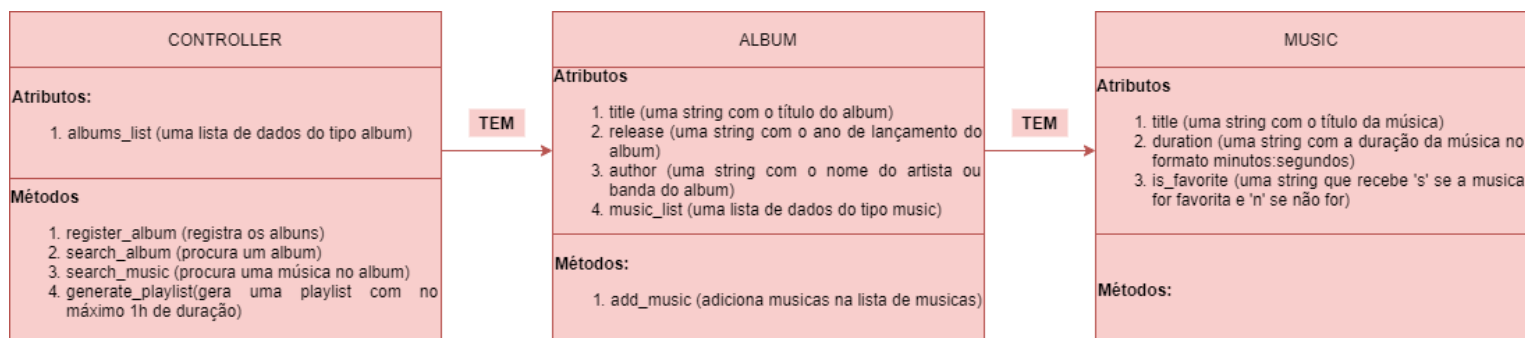 CONTROLLER
Atributos:
1. albums_list (uma lista de dados do tipo album)
Métodos
1. register_album (registra os albuns)
2. search_album (procura um album)
3. search_music (procura uma música no album)
4. generate_playlist(gera uma playlist com no
máximo 1h de duração)
TEM
ALBUM
Atributos
1. title (uma string com o título do album)
2. release (uma string com o ano de lançamento do
album)
3. author (uma string com o nome do artista ou
banda do album)
4. music_list (uma lista de dados do tipo music)
Métodos:
1. add_music (adiciona musicas na lista de musicas)
TEM
MUSIC
Atributos
1. title (uma string com o título da música)
2. duration (uma string com a duração da música no
formato minutos:segundos)
3. is_favorite (uma string que recebe 's' se a musica
for favorita e 'n' se não for)
Métodos: